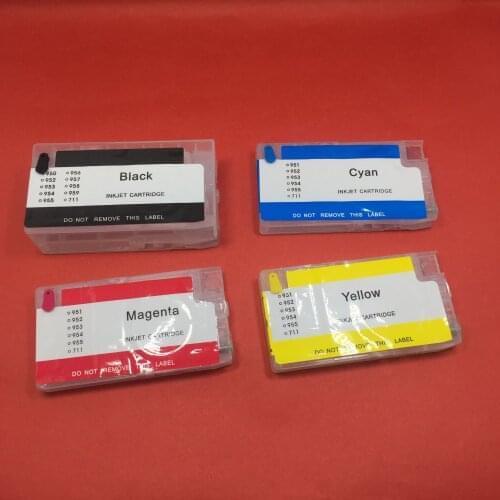 Black
950 956
952 957
953 958
954 959
955 711
INKJET CARTRIDGE
DO NOT REMOVE THIS LABEL
Cyan
951
952
953
954
955
711
INKJET CARTRIDGE
DO NOT REMOVE THIS LABEL
Magenta
951
952
953
954
955
711
INKJET CARTRIDGE
DO NOT REMOVE THIS LABEL
Yellow
951
952
953
954
955
711
INKJET CARTRIDGE
DO NOT REMOVE THIS LABEL